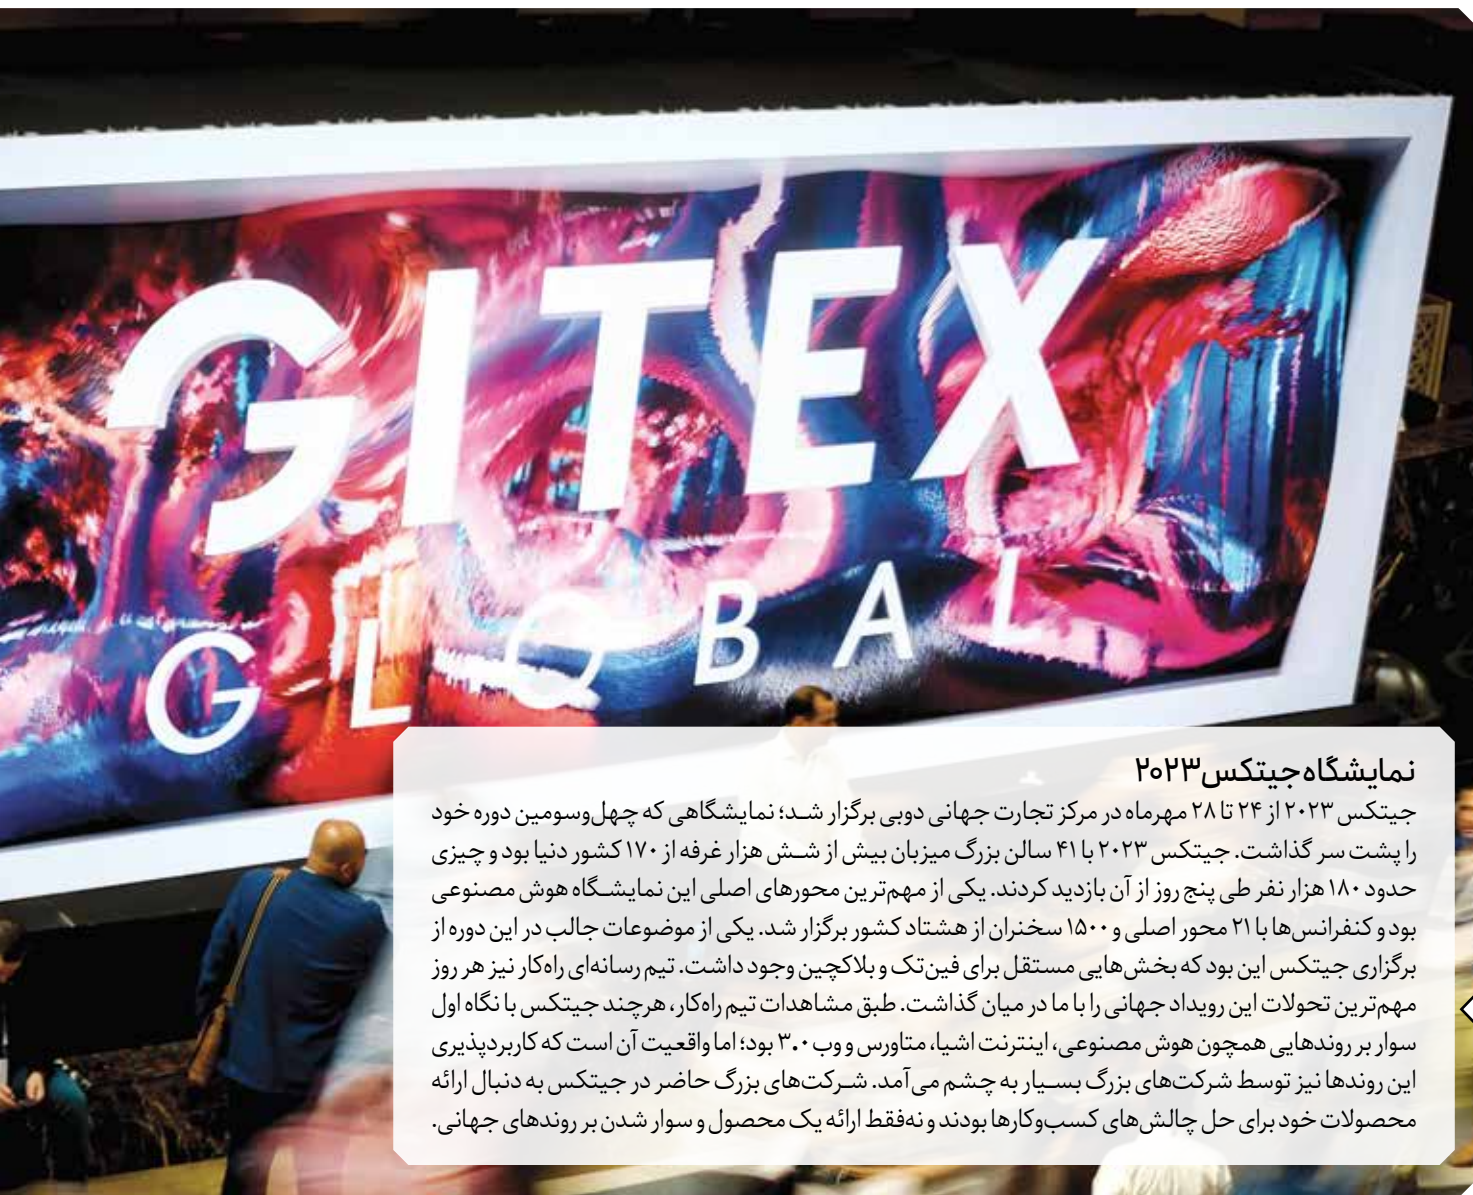 GITEX
GLOBAL
نمایشگاه جیتکس ۲۰۲۳
جیتکس ۲۰۲۳ از ۲۴ تا ۲۸ مهرماه در مرکز تجارت جهانی دوبی برگزار شد؛ نمایشگاهی که چهل‌وسومین دوره خود
را پشت سر گذاشت. جیتکس ۲۰۲۳ با ۴۱ سالن بزرگ میزبان بیش از شش هزار غرفه از ۱۷۰ کشور دنیا بود و چیزی
حدود ۱۸۰ هزار نفر طی پنج روز از آن بازدید کردند. یکی از مهم‌ترین محورهای اصلی این نمایشگاه هوش مصنوعی
بود و کنفرانس‌ها با ۲۱ محور اصلی و ۱۵۰۰ سخنران از هشتاد کشور برگزار شد. یکی از موضوعات جالب در این دوره از
برگزاری جیتکس این بود که بخش‌هایی مستقل برای فین‌تک و بلاکچین وجود داشت. تیم رسانه‌ای راه‌کار نیز هر روز
مهم‌ترین تحولات این رویداد جهانی را با ما در میان گذاشت. طبق مشاهدات تیم راه‌کار، هرچند جیتکس با نگاه اول
سوار بر روندهایی همچون هوش مصنوعی، اینترنت اشیا، متاورس و وب ۳.۰ بود؛ اما واقعیت آن است که کاربردپذیری
این روندها نیز توسط شرکت‌های بزرگ بسیار به چشم می‌آمد. شرکت‌های بزرگ حاضر در جیتکس به دنبال ارائه
محصولات خود برای حل چالش‌های کسب‌وکارها بودند و نه‌فقط ارائه یک محصول و سوار شدن بر روندهای جهانی.